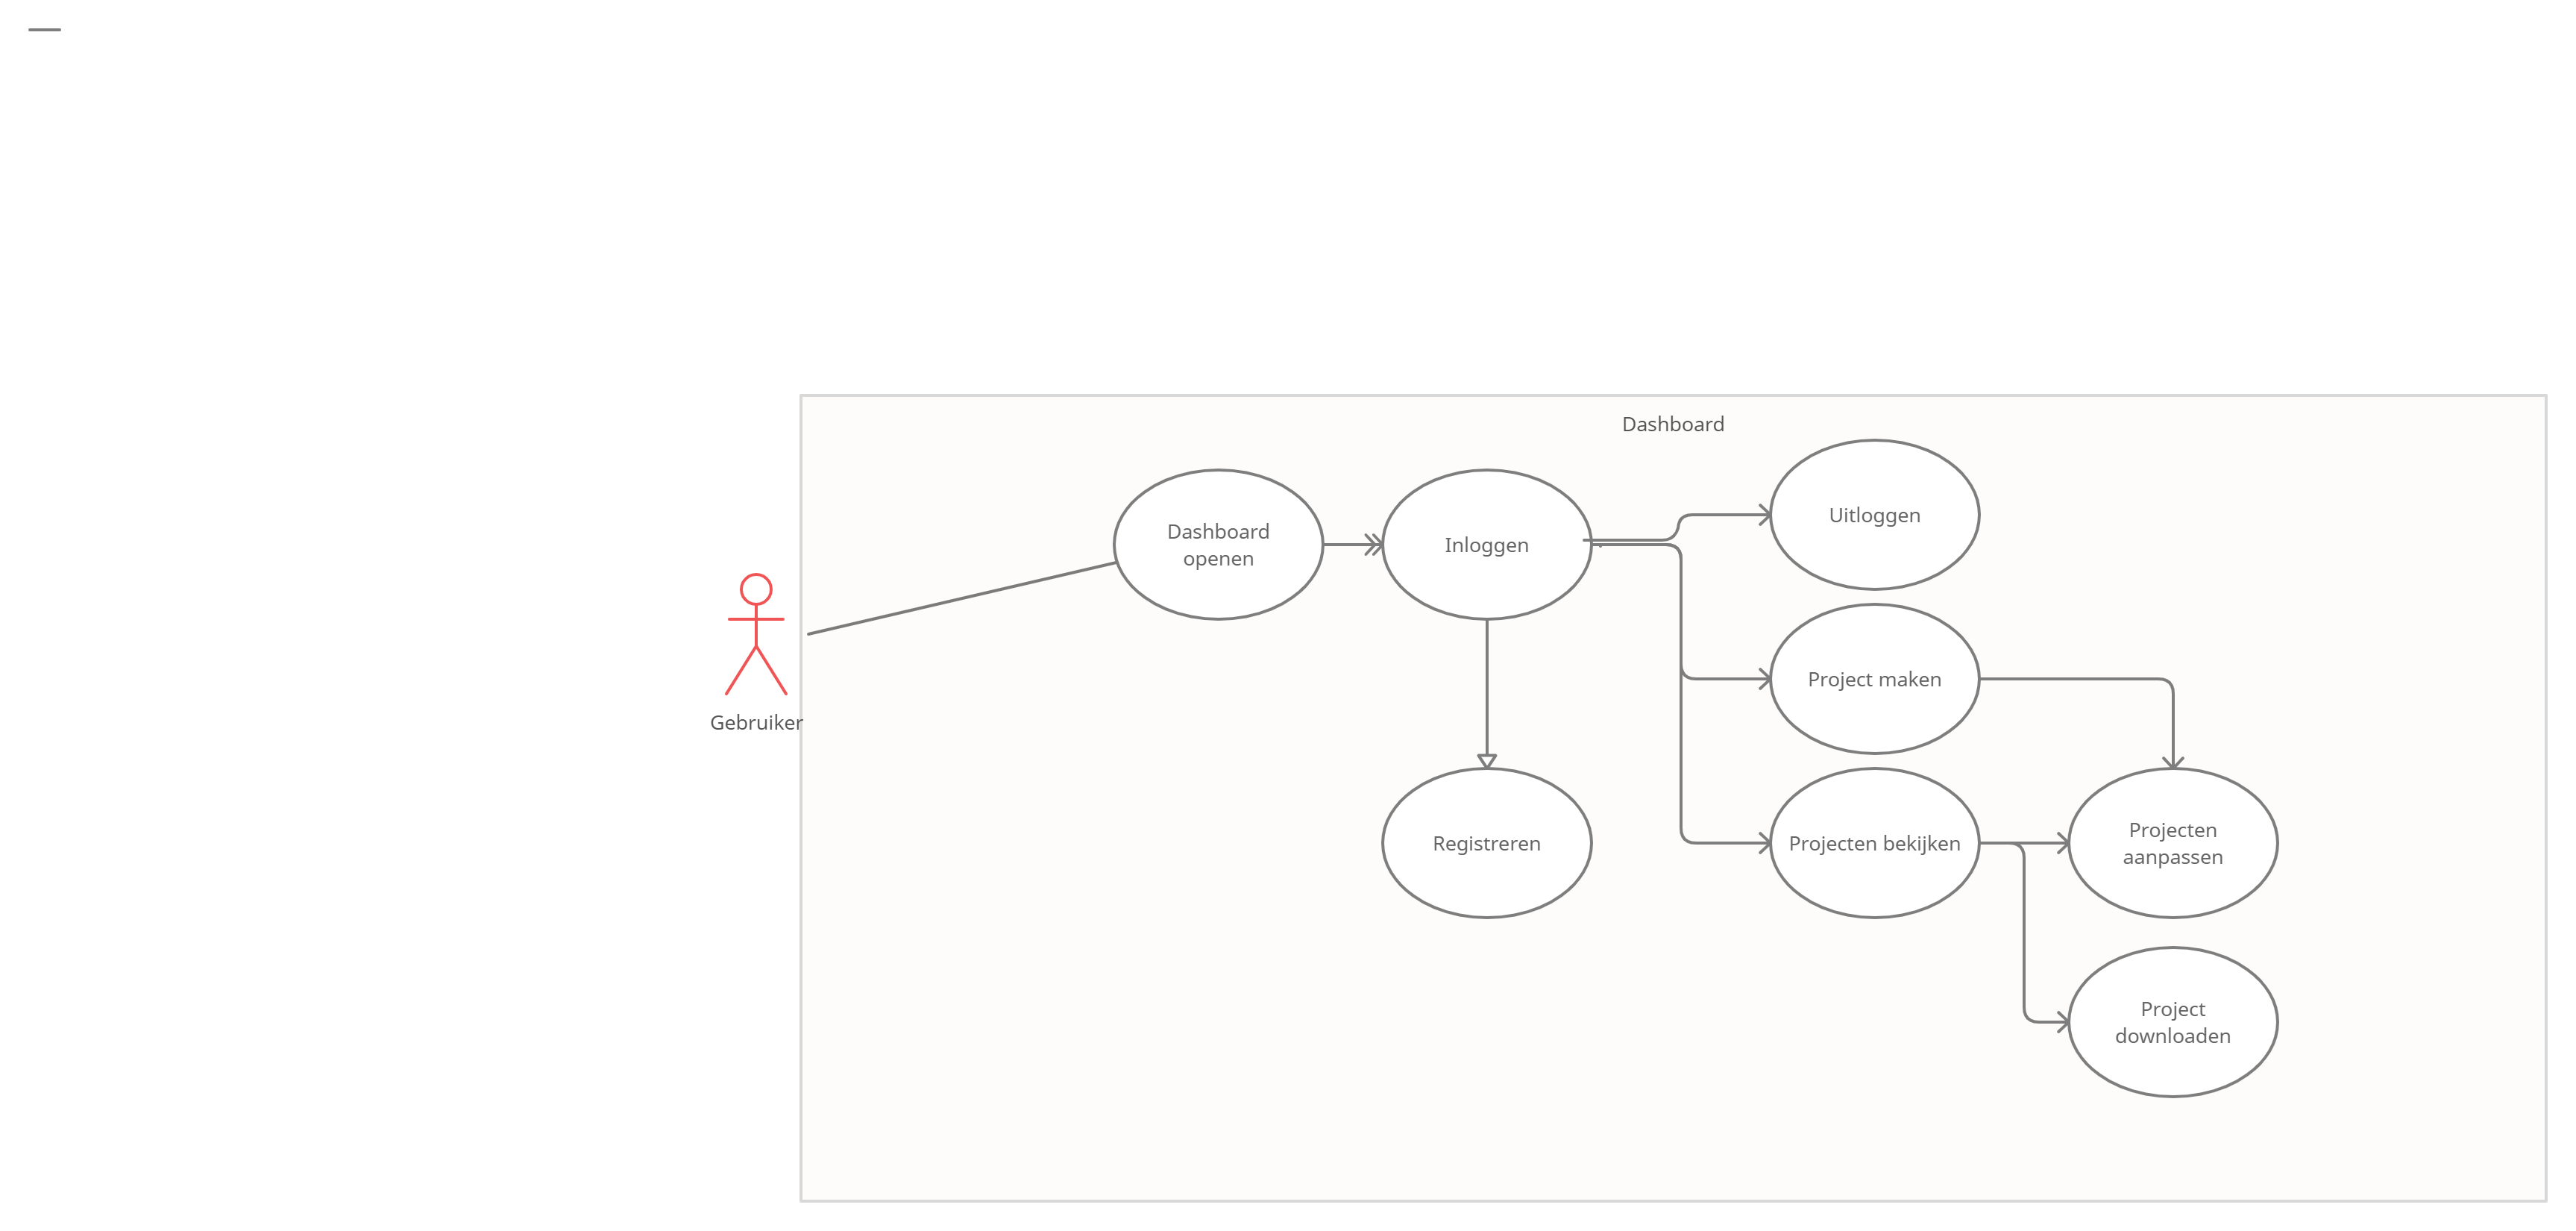 Dashboard
Uitloggen
Dashboard
openen
Inloggen
Project maken
Gebruiker
Registreren
Projecten bekijken
Projecten
aanpassen
Project
downloaden